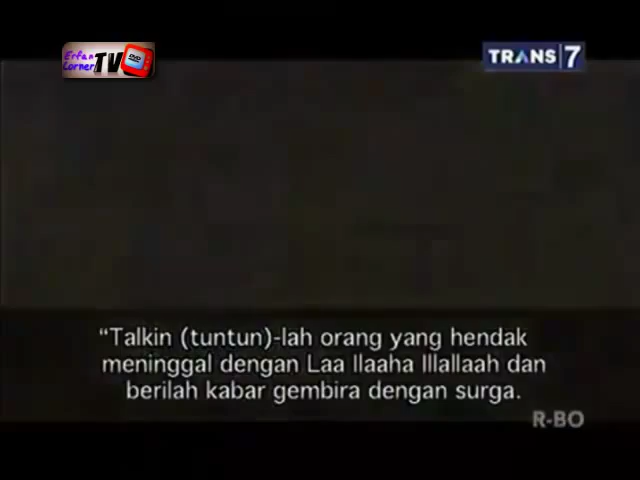 Erfan
Corner TV
DVD
TRANS 7
“Talkin (tuntun)-lah orang yang hendak
meninggal dengan Laa Ilaaha Illallaah dan
berilah kabar gembira dengan surga.
R-BO